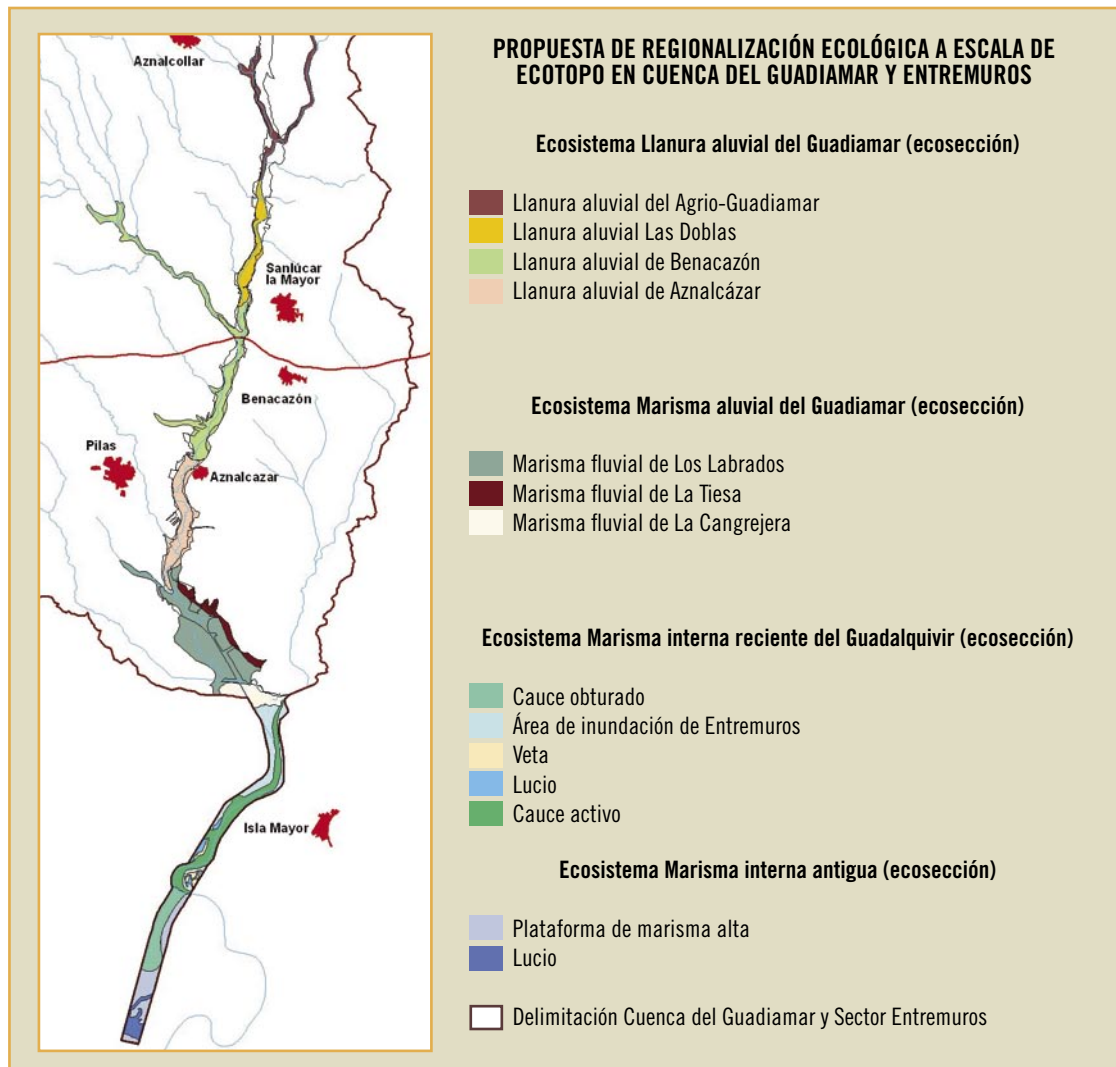 PROPUESTA DE REGIONALIZACIÓN ECOLÓGICA A ESCALA DE
ECOTOPO EN CUENCA DEL GUADIAMAR Y ENTREMUROS
Ecosistema Llanura aluvial del Guadiamar (ecosección)
Llanura aluvial del Agrio-Guadiamar
Llanura aluvial Las Doblas
Llanura aluvial de Benacazón
Llanura aluvial de Aznalcázar
Ecosistema Marisma aluvial del Guadiamar (ecosección)
Marisma fluvial de Los Labrados
Marisma fluvial de La Tiesa
Marisma fluvial de La Cangrejera
Ecosistema Marisma interna reciente del Guadalquivir (ecosección)
Cauce obturado
Área de inundación de Entremuros
Veta
Lucio
Cauce activo
Ecosistema Marisma interna antigua (ecosección)
Plataforma de marisma alta
Lucio
Delimitación Cuenca del Guadiamar y Sector Entremuros
Aznalcollar
Sanlúcar
la Mayor
Benacazón
Pilas
Aznalcazar
Isla Mayor